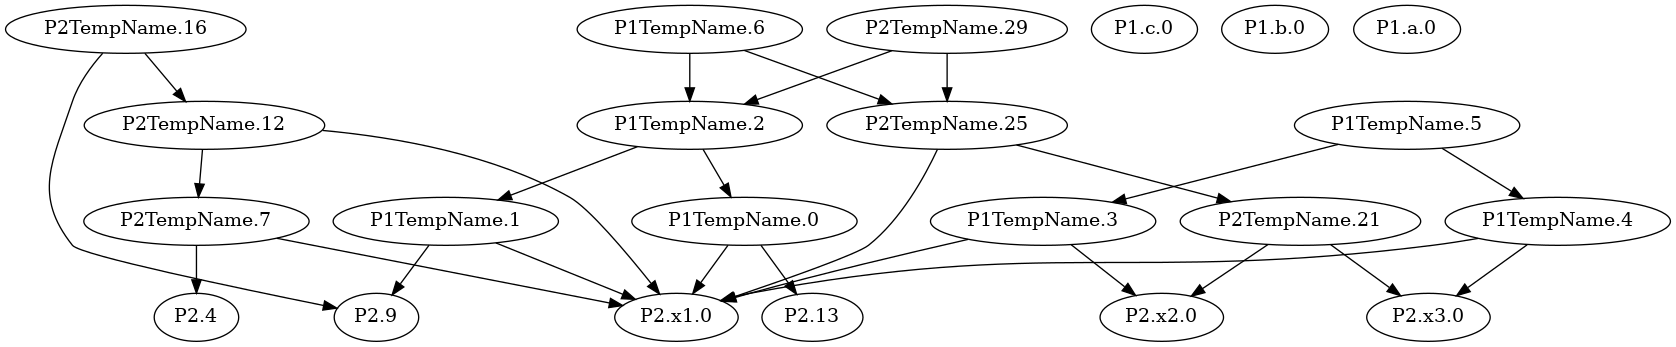 P2TempName.16
P1TempName.6
P2TempName.29
P1.c.0
P1.b.0
P1.a.0
P2TempName.12
P1TempName.2
P2TempName.25
P1TempName.5
P2TempName.7
P1TempName.1
P1TempName.0
P1TempName.3
P2TempName.21
P1TempName.4
P2.4
P2.9
P2.x1.0
P2.13
P2.x2.0
P2.x3.0